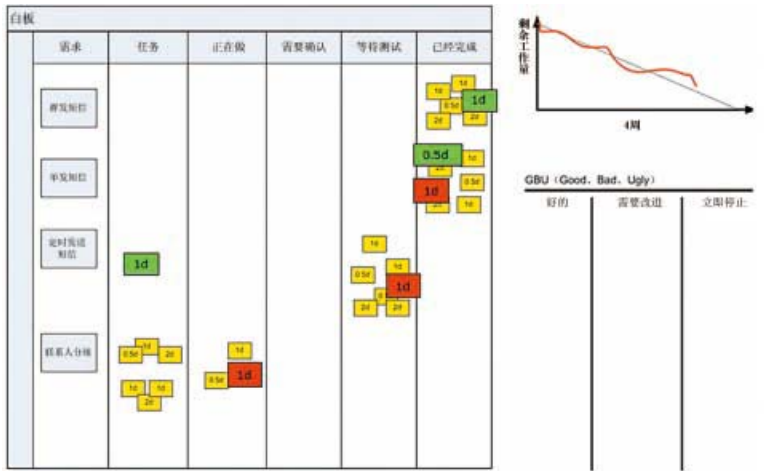 白板
需求 任务 正在做 需要确认 等待测试 已经完成
群发短信
1d
1d
1d
0.5d
2d
2d
单发短信
0.5d
1d
0.5d
1d
1d
定时发送
短信
1d
1d
0.5d
1d
1d
2d
2d
联系人分组
1d
0.5d
2d
1d
1d
2d
1d
0.5d
1d
剩余工作量
4周
GBU(Good、Bad、Ugly)
好的 需要改进 立即停止